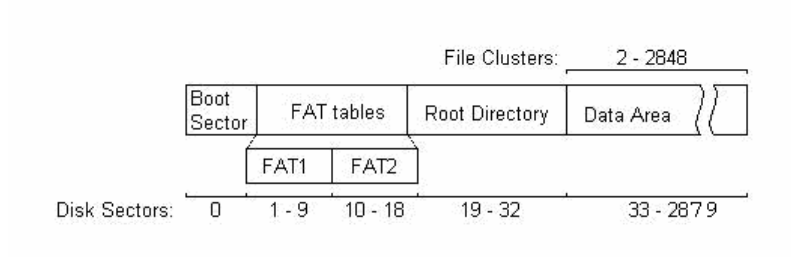 File Clusters: 2 - 2848
Boot
Sector
FAT tables
Root Directory
Data Area
FAT1
FAT2
Disk Sectors: 0 1 - 9 10 - 18 19 - 32 33 - 2879